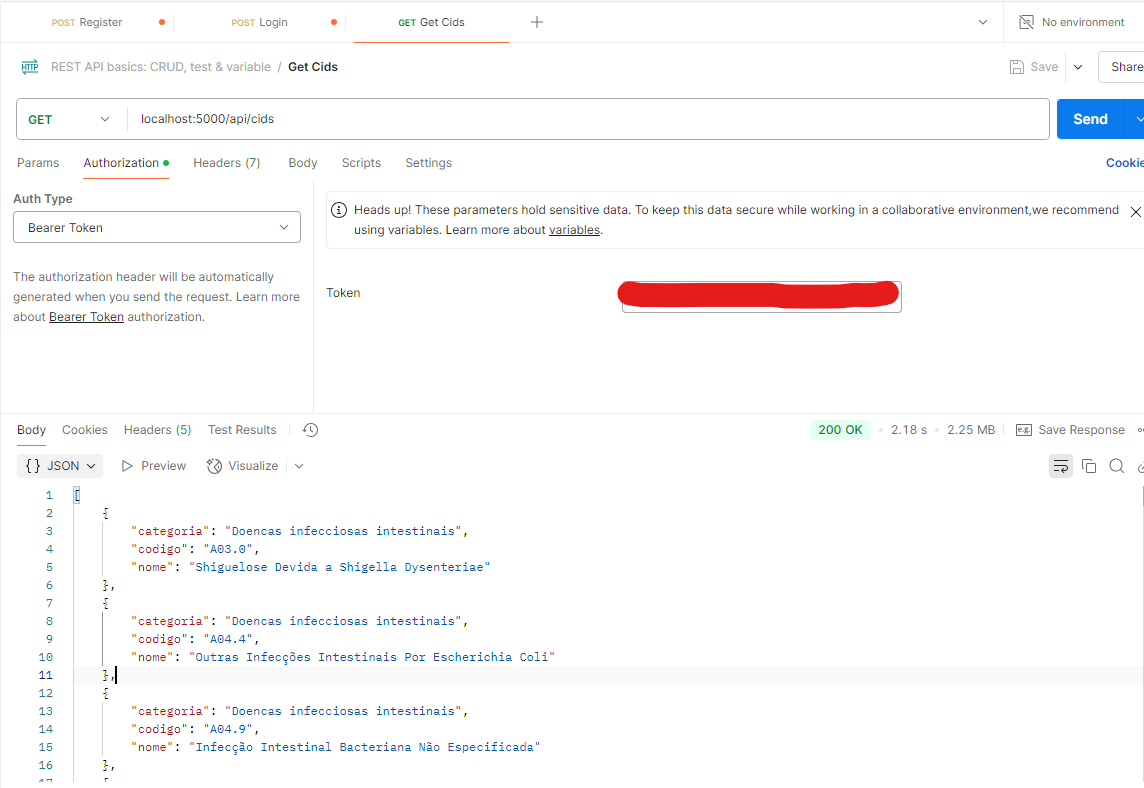 POST Register POST Login GET Get Cids No environment
HTTP REST API basics: CRUD, test & variable / Get Cids Save Share
GET localhost:5000/api/cids Send
Params Authorization Headers (7) Body Scripts Settings Cookie
Auth Type
Bearer Token
The authorization header will be automatically
generated when you send the request. Learn more
about Bearer Token authorization.
Heads up! These parameters hold sensitive data. To keep this data secure while working in a collaborative environment,we recommend
using variables. Learn more about variables.
Token
Body Cookies Headers (5) Test Results 200 OK 2.18 s 2.25 MB e.g. Save Response
{} JSON Preview Visualize
1 [
2 {
3 "categoria": "Doencas infecciosas intestinais",
4 "codigo": "A03.0",
5 "nome": "Shiguelose Devida a Shigella Dysenteriae"
6 },
7 {
8 "categoria": "Doencas infecciosas intestinais",
9 "codigo": "A04.4",
10 "nome": "Outras Infecções Intestinais Por Escherichia Coli"
11 },
12 {
13 "categoria": "Doencas infecciosas intestinais",
14 "codigo": "A04.9",
15 "nome": "Infecção Intestinal Bacteriana Não Especificada"
16 },
17 {